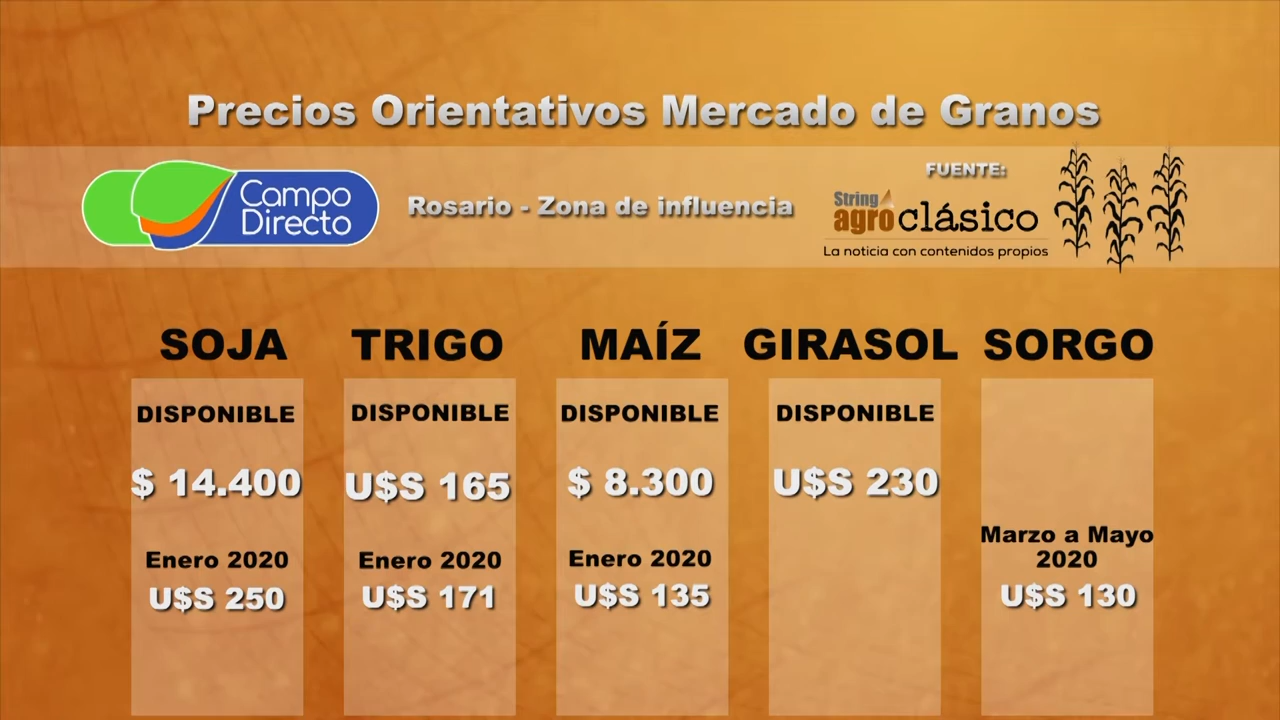 Precios Orientativos Mercado de Granos
Campo
Directo
Rosario - Zona de influencia
FUENTE:
String
agro clásico
La noticia con contenidos propios
SOJA
DISPONIBLE
$ 14.400
Enero 2020
U$S 250
TRIGO
DISPONIBLE
U$S 165
Enero 2020
U$S 171
MAÍZ
DISPONIBLE
$ 8.300
Enero 2020
U$S 135
GIRASOL
DISPONIBLE
U$S 230
SORGO
Marzo a Mayo
2020
U$S 130